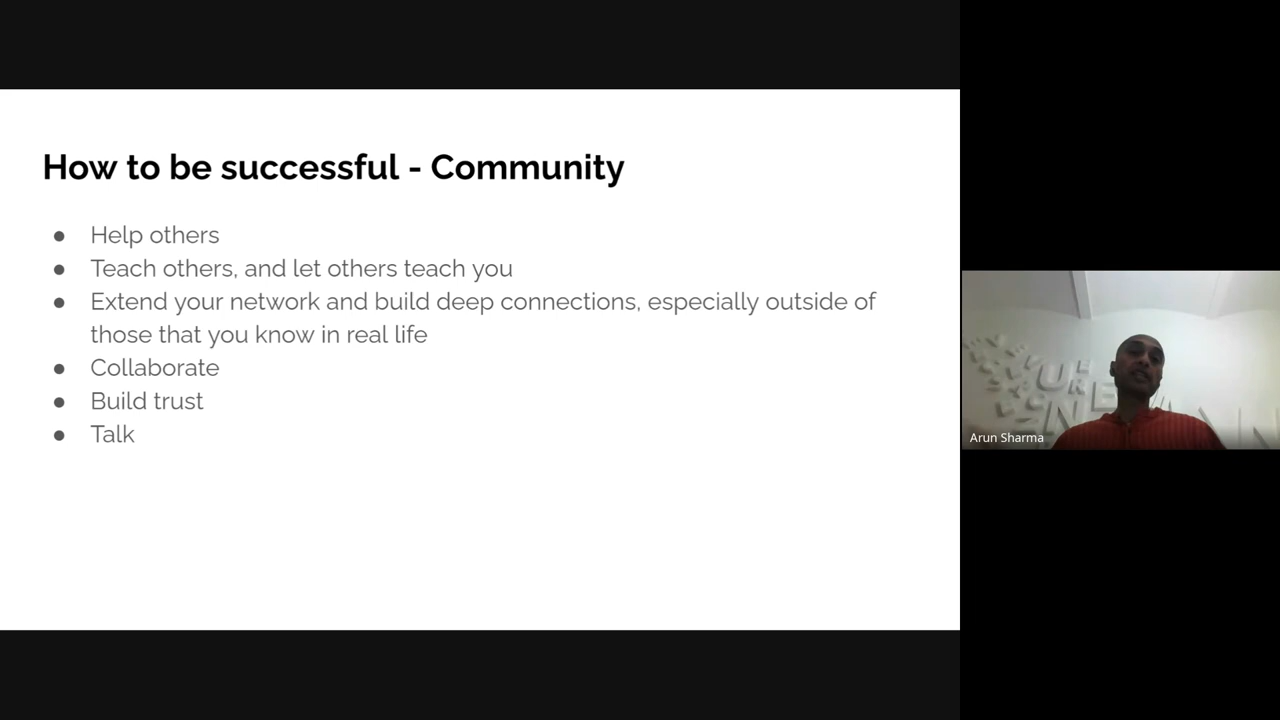 How to be successful - Community
● Help others
● Teach others, and let others teach you
● Extend your network and build deep connections, especially outside of
those that you know in real life
● Collaborate
● Build trust
● Talk
Arun Sharma